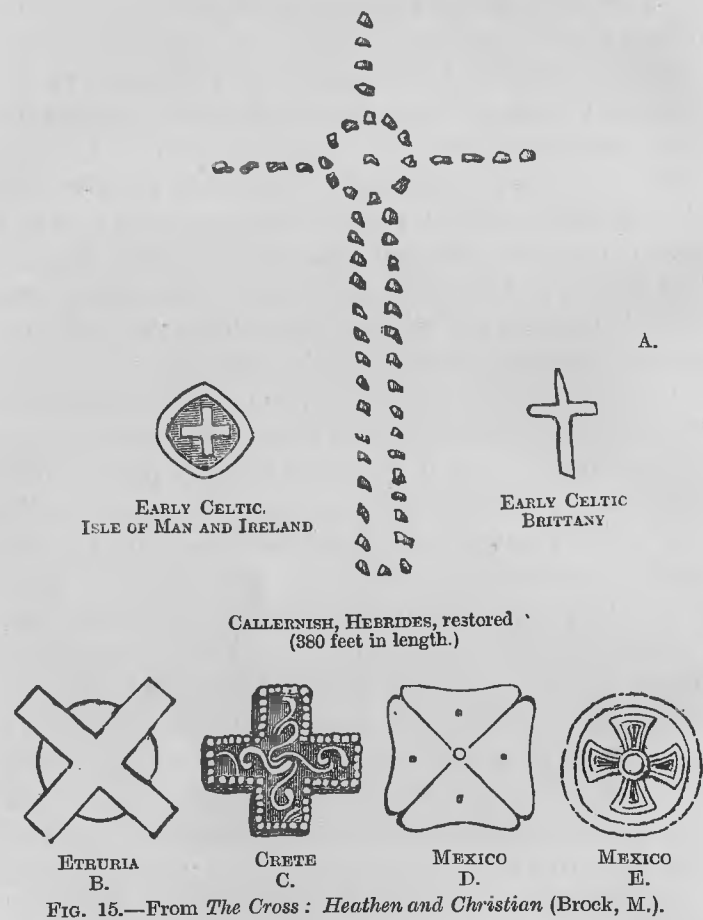 A.
EARLY CELTIC.
ISLE OF MAN AND IRELAND
EARLY CELTIC
BRITTANY
CALLERNISH, HEBRIDES, restored
(380 feet in length.)
ETRURIA
B.
CRETE
C.
MEXICO
D.
MEXICO
E.
FIG. 15.—From The Cross: Heathen and Christian (Brock, M.).